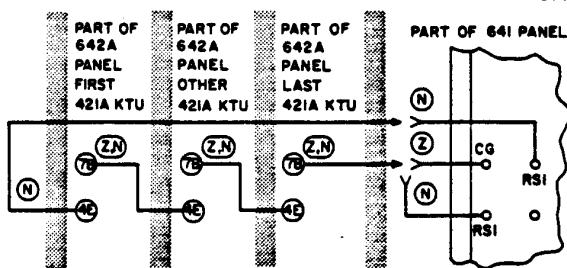 PART OF
642A
PANEL
FIRST
421A KTU
PART OF
642A
PANEL
OTHER
421A KTU
PART OF
642A
PANEL
LAST
421A KTU
PART OF 641 PANEL
N
Z
N
CG
RS1
RS1
Z,N
Z,N
Z,N
7B
7B
7B
N
4E
4E
4E